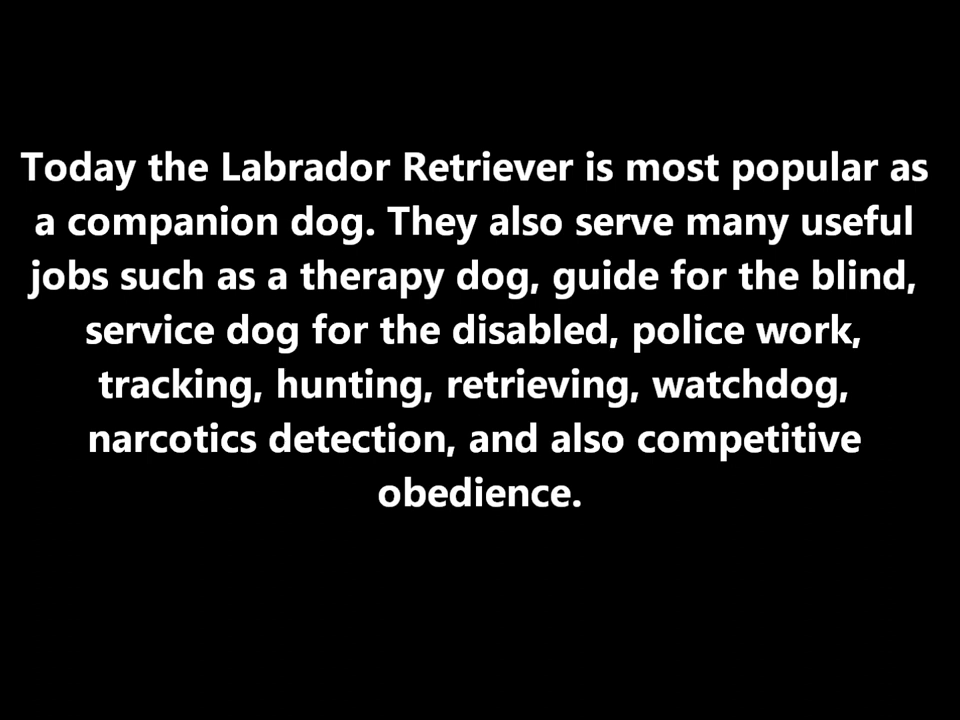 Today the Labrador Retriever is most popular as
a companion dog. They also serve many useful
jobs such as a therapy dog, guide for the blind,
service dog for the disabled, police work,
tracking, hunting, retrieving, watchdog,
narcotics detection, and also competitive
obedience.